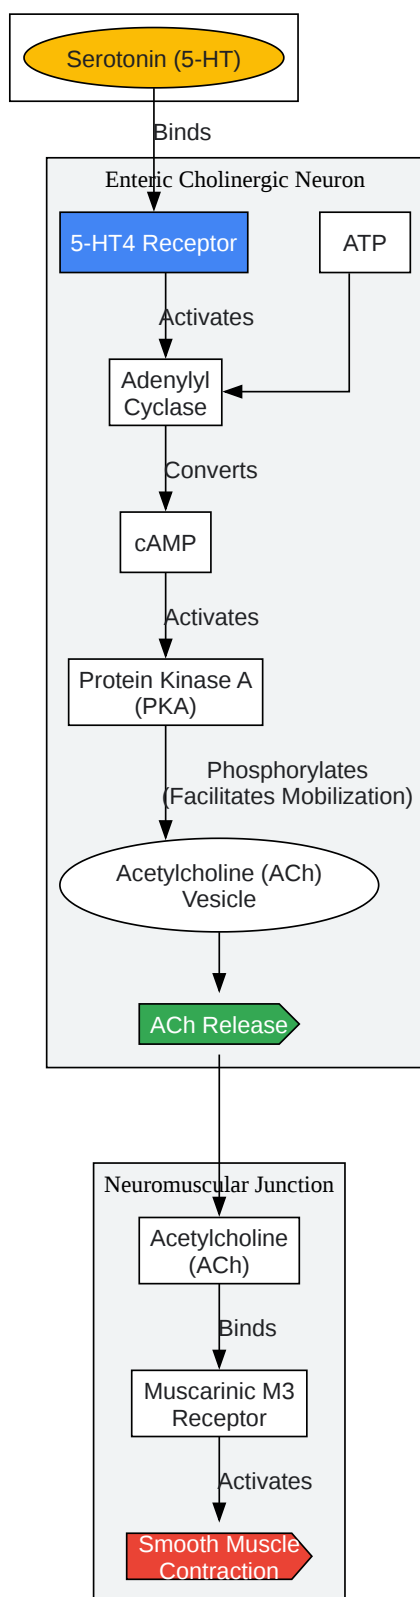 Serotonin (5-HT)
Binds
Enteric Cholinergic Neuron
5-HT4 Receptor
ATP
Activates
Adenylyl
Cyclase
Converts
cAMP
Activates
Protein Kinase A
(PKA)
Phosphorylates
(Facilitates Mobilization)
Acetylcholine (ACh)
Vesicle
ACh Release
Neuromuscular Junction
Acetylcholine
(ACh)
Binds
Muscarinic M3
Receptor
Activates
Smooth Muscle
Contraction